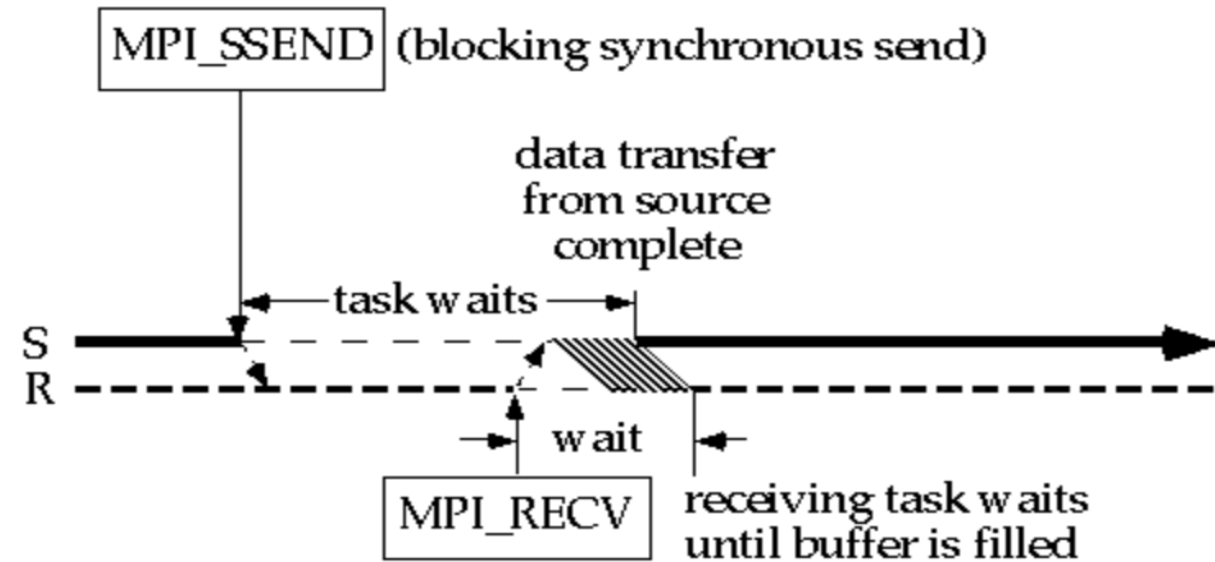 MPI_SSEND (blocking synchronous send)
data transfer
from source
complete
task waits
S
R
wait
MPI_RECV
receiving task waits
until buffer is filled